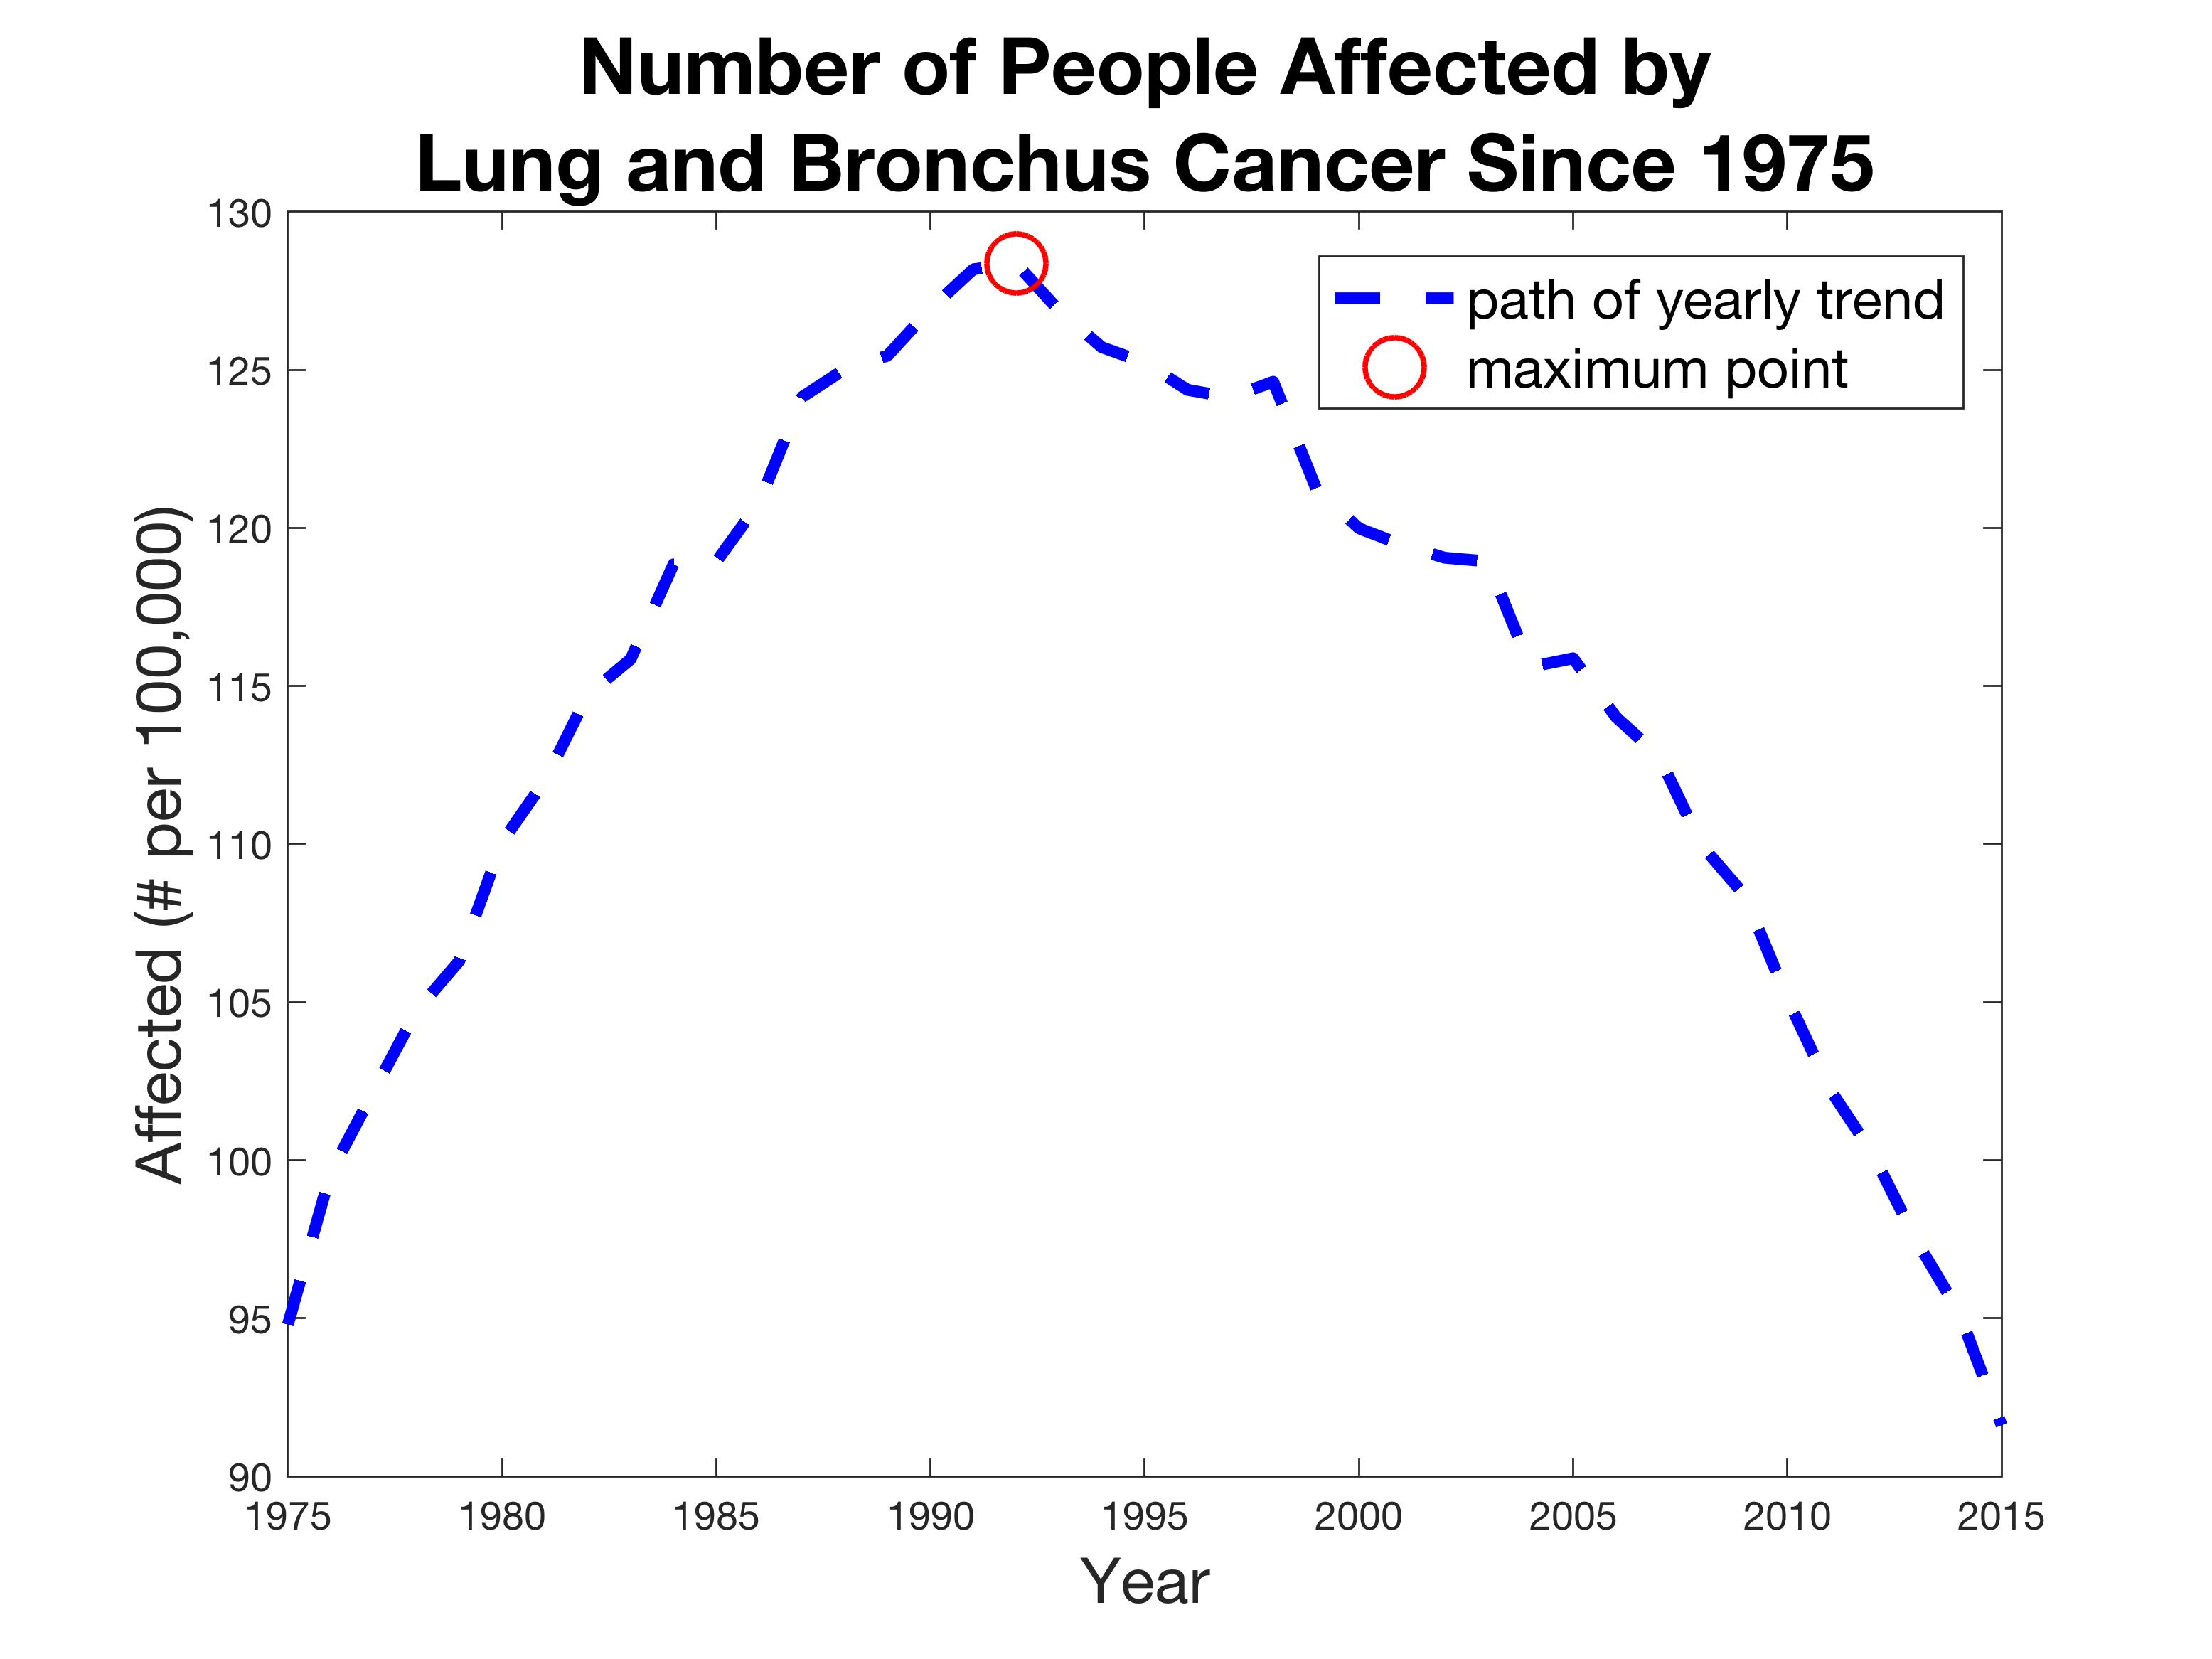 Number of People Affected by
Lung and Bronchus Cancer Since 1975
130
125
120
115
110
105
100
95
90
Affected (# per 100,000)
path of yearly trend
maximum point
1975 1980 1985 1990 1995 2000 2005 2010 2015
Year